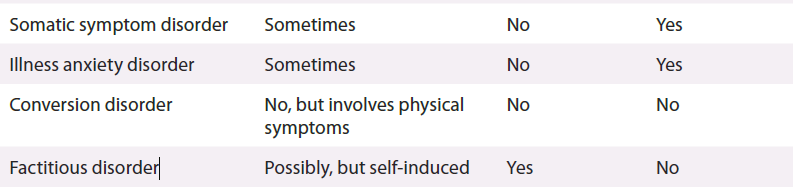 Somatic symptom disorder Sometimes No Yes
Illness anxiety disorder Sometimes No Yes
Conversion disorder No, but involves physical No No
symptoms
Factitious disorder Possibly, but self-induced Yes No